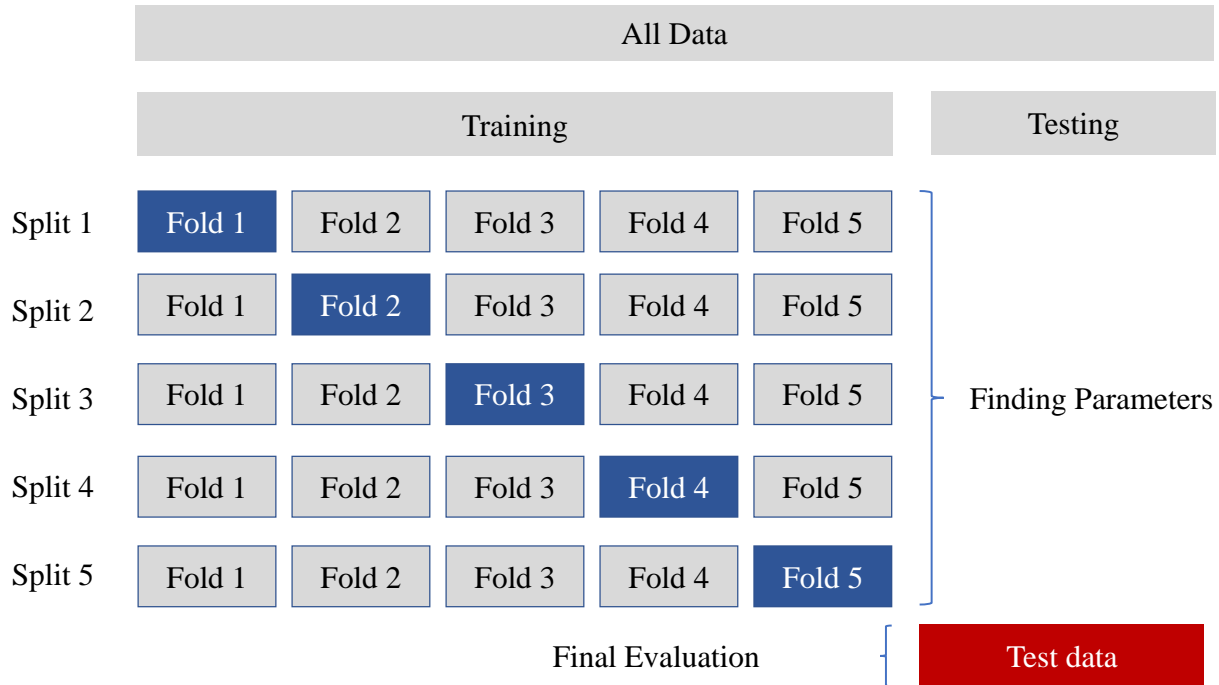 All Data
Training Testing
Split 1 Fold 1 Fold 2 Fold 3 Fold 4 Fold 5
Split 2 Fold 1 Fold 2 Fold 3 Fold 4 Fold 5
Split 3 Fold 1 Fold 2 Fold 3 Fold 4 Fold 5 Finding Parameters
Split 4 Fold 1 Fold 2 Fold 3 Fold 4 Fold 5
Split 5 Fold 1 Fold 2 Fold 3 Fold 4 Fold 5
Final Evaluation Test data